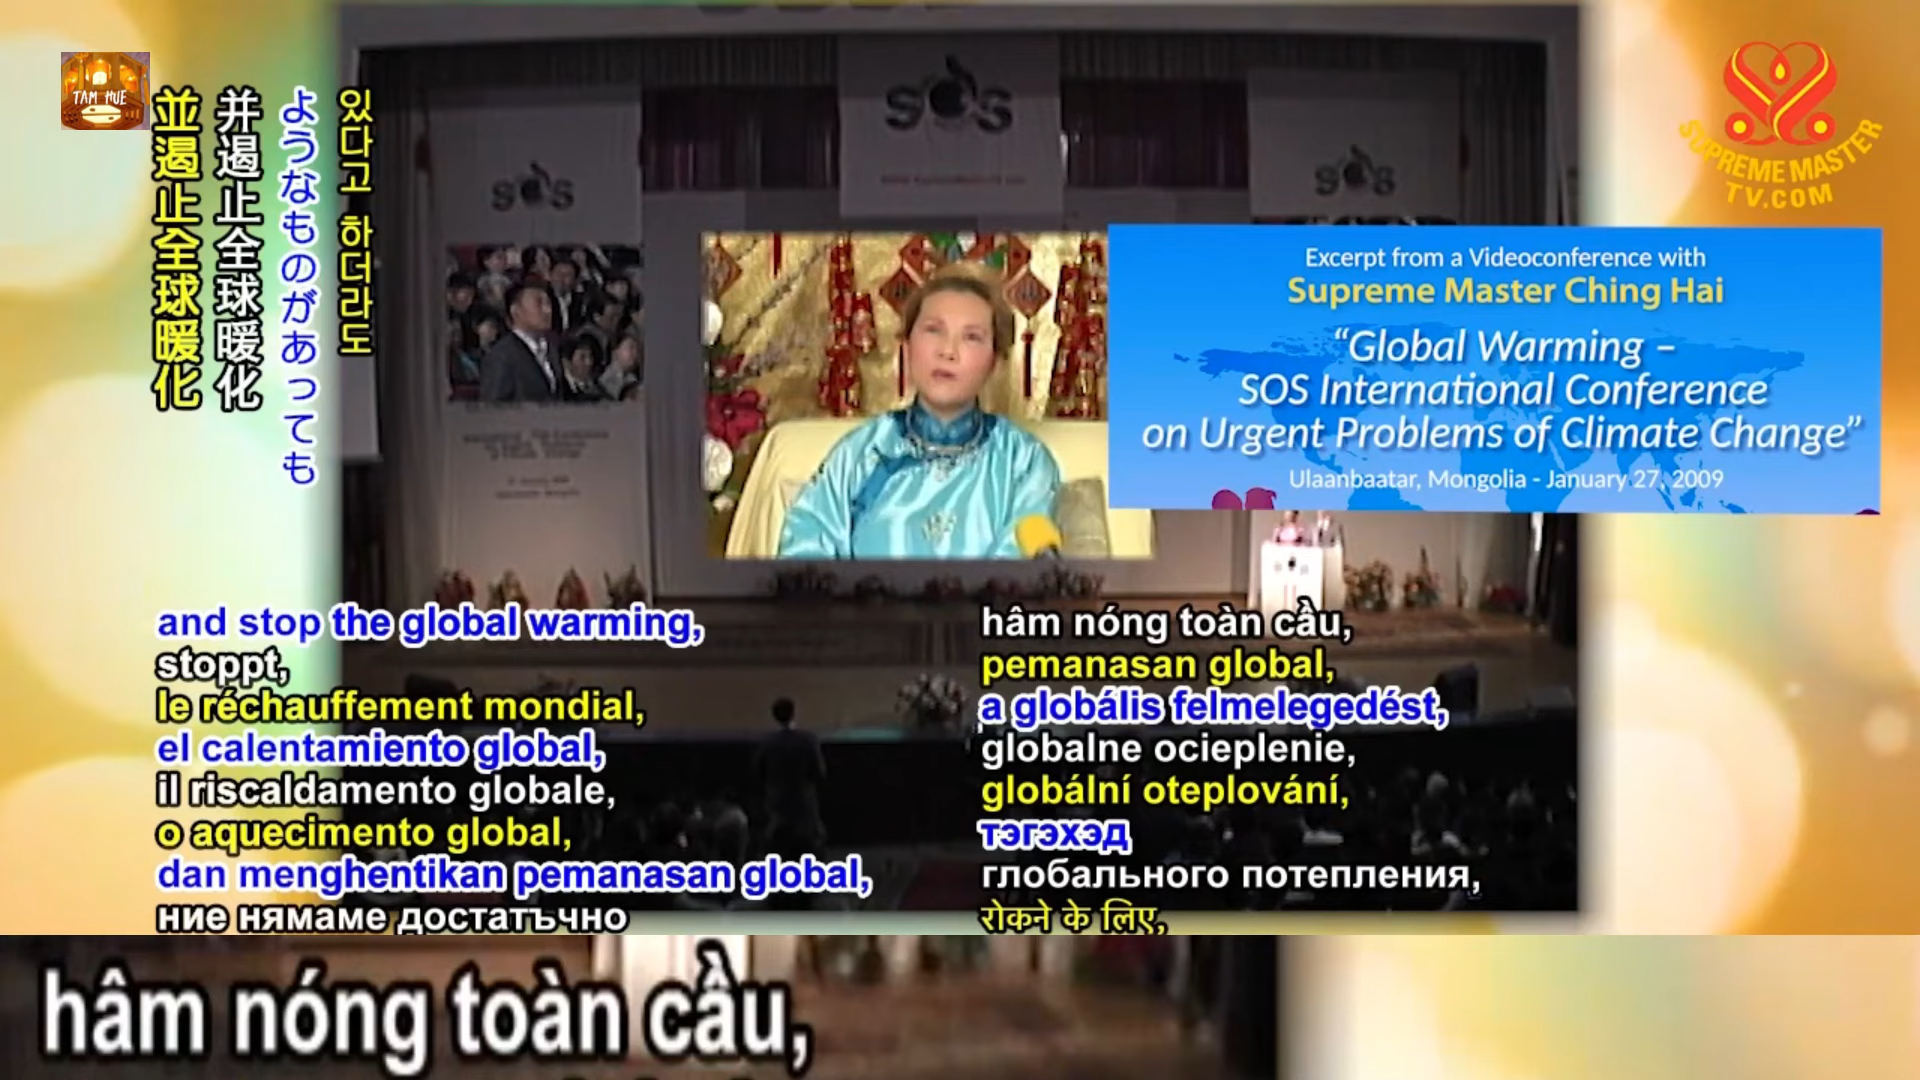 TAM HUE
並遏止全球暖化
并遏止全球暖化
ようなものがあっても
있다고 하더라도
SOS
SOS
SOS
SUPREME MASTER
TV.COM
Excerpt from a Videoconference with
Supreme Master Ching Hai
“Global Warming –
SOS International Conference
on Urgent Problems of Climate Change”
Ulaanbaatar, Mongolia - January 27, 2009
and stop the global warming,
stoppt,
le réchauffement mondial,
el calentamiento global,
il riscaldamento globale,
o aquecimento global,
dan menghentikan pemanasan global,
ние нямаме достатъчно
hâm nóng toàn cầu,
pemanasan global,
a globális felmelegedést,
globalne ocieplenie,
globální oteplování,
тэгэхэд
глобального потепления,
रोकने के लिए,
hâm nóng toàn cầu,